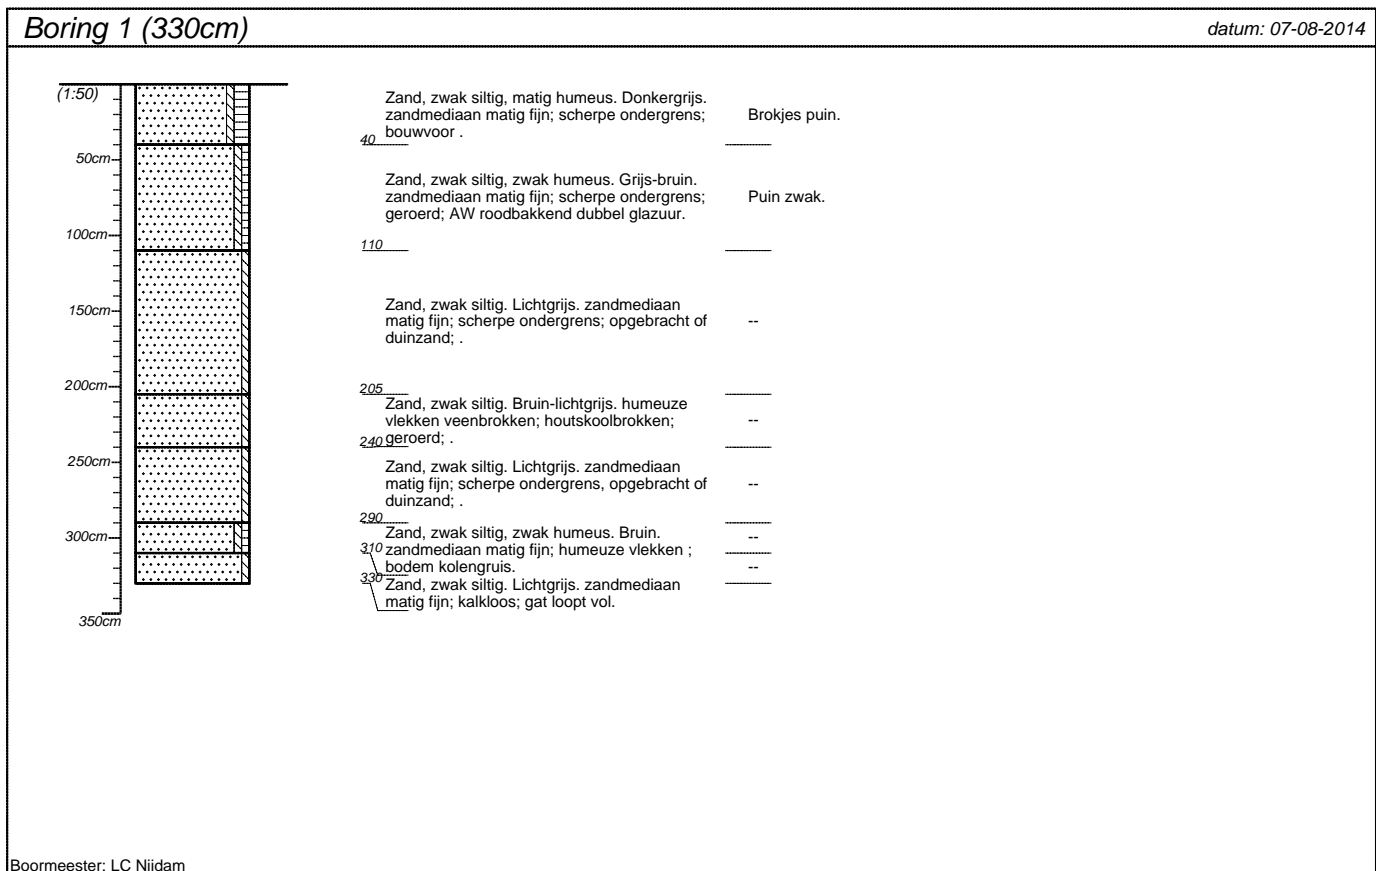 Boring 1 (330cm)
datum: 07-08-2014
(1:50)
50cm
100cm
150cm
200cm
250cm
300cm
350cm
Zand, zwak siltig, matig humeus. Donkergrijs.
zandmediaan matig fijn; scherpe ondergrens;
bouwvoor .
Brokjes puin.
40
Zand, zwak siltig, zwak humeus. Grijs-bruin.
zandmediaan matig fijn; scherpe ondergrens;
geroerd; AW roodbakkend dubbel glazuur.
Puin zwak.
110
Zand, zwak siltig. Lichtgrijs. zandmediaan
matig fijn; scherpe ondergrens; opgebracht of
duinzand; .
--
205
Zand, zwak siltig. Bruin-lichtgrijs. humeuze
vlekken veenbrokken; houtskoolbrokken;
geroerd; .
--
240
Zand, zwak siltig. Lichtgrijs. zandmediaan
matig fijn; scherpe ondergrens, opgebracht of
duinzand; .
--
290
Zand, zwak siltig, zwak humeus. Bruin.
zandmediaan matig fijn; humeuze vlekken ;
bodem kolengruis.
--
310
Zand, zwak siltig. Lichtgrijs. zandmediaan
matig fijn; kalkloos; gat loopt vol.
--
330
Boormeester: LC Nijdam